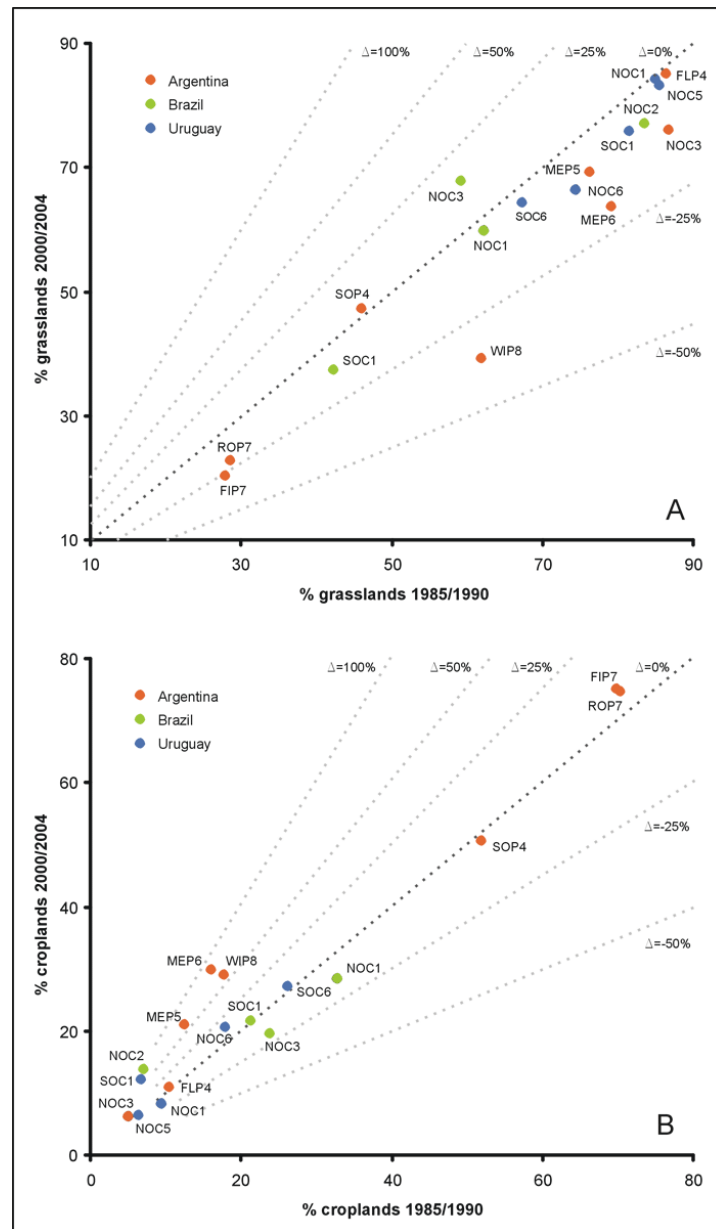 90
Δ=100%
Δ=50%
Δ=25%
Δ=0%
Argentina
Brazil
Uruguay
NOC1
FLP4
NOC5
NOC2
SOC1
NOC3
70
MEP5
NOC3
NOC6
SOC6
MEP6
Δ=-25%
NOC1
% grasslands 2000/2004
50
SOP4
WIP8
SOC1
Δ=-50%
30
ROP7
FIP7
A
10
10
30
50
70
90
% grasslands 1985/1990
80
Δ=100%
Δ=50%
Δ=25%
Δ=0%
FIP7
ROP7
Argentina
Brazil
Uruguay
60
SOP4
Δ=-25%
% croplands 2000/2004
40
Δ=-50%
MEP6
WIP8
NOC1
SOC6
SOC1
20
MEP5
NOC6
NOC3
NOC2
SOC1
FLP4
NOC3
NOC1
NOC5
B
0
0
20
40
60
80
% croplands 1985/1990